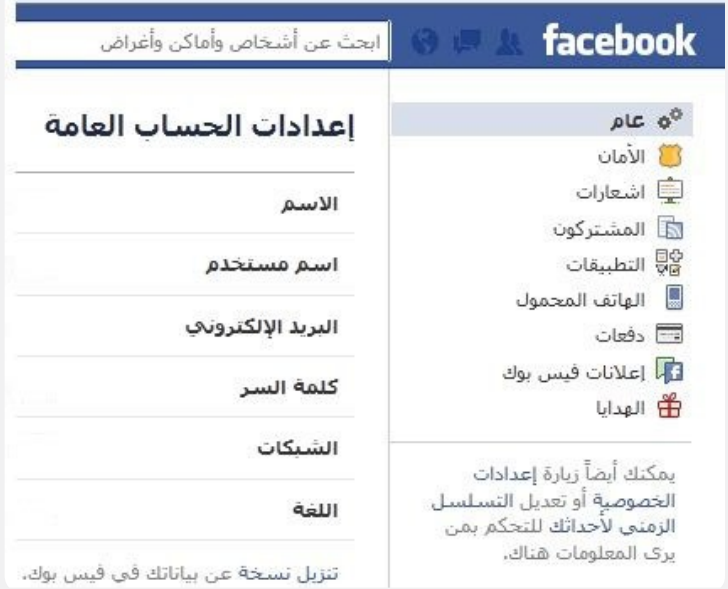 facebook
ابحث عن أشخاص وأماكن وأغراض
عام
الأمان
اشعارات
المشتركون
التطبيقات
الهاتف المحمول
دفعات
إعلانات فيس بوك
الهدايا
يمكنك أيضاً زيارة إعدادات
الخصوصية أو تعديل التسلسل
الزمني لأحداثك للتحكم بمن
يرى المعلومات هناك.
إعدادات الحساب العامة
الاسم
اسم مستخدم
البريد الإلكتروني
كلمة السر
الشبكات
اللغة
تنزيل نسخة عن بياناتك في فيس بوك.